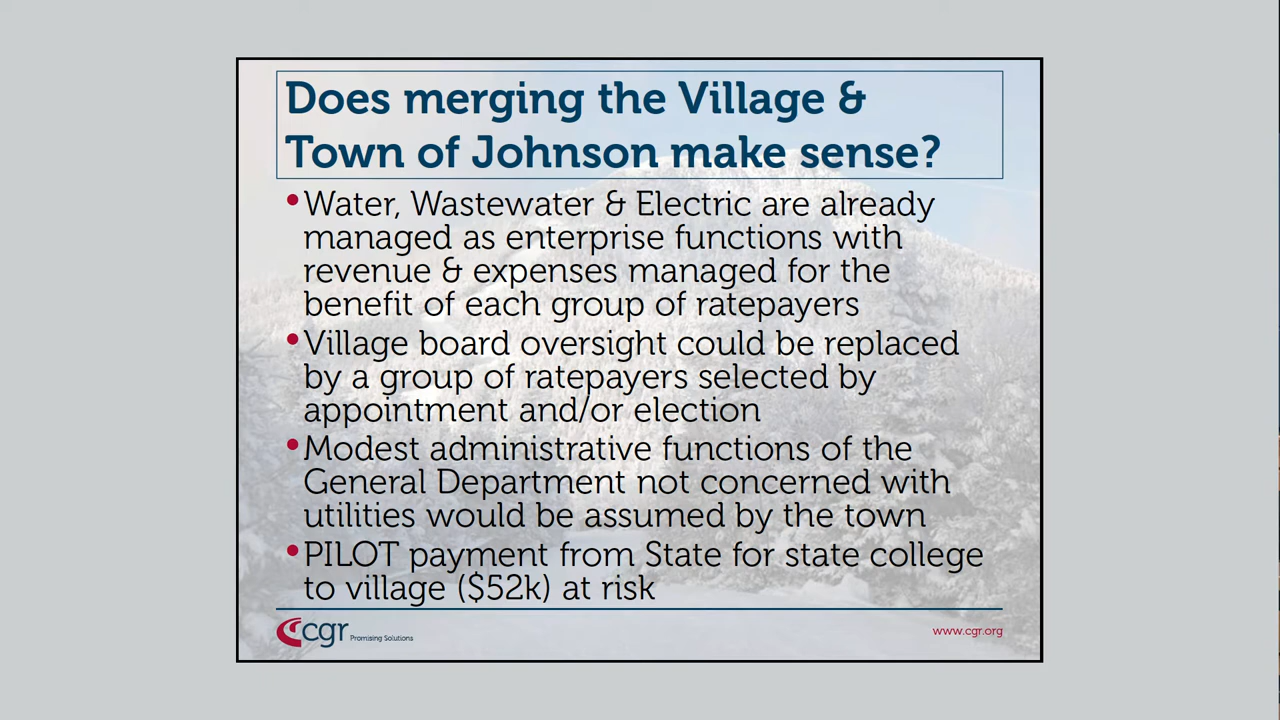 Does merging the Village &
Town of Johnson make sense?
•Water, Wastewater & Electric are already
managed as enterprise functions with
revenue & expenses managed for the
benefit of each group of ratepayers
•Village board oversight could be replaced
by a group of ratepayers selected by
appointment and/or election
•Modest administrative functions of the
General Department not concerned with
utilities would be assumed by the town
•PILOT payment from State for state college
to village ($52k) at risk
cgr Promising Solutions
www.cgr.org